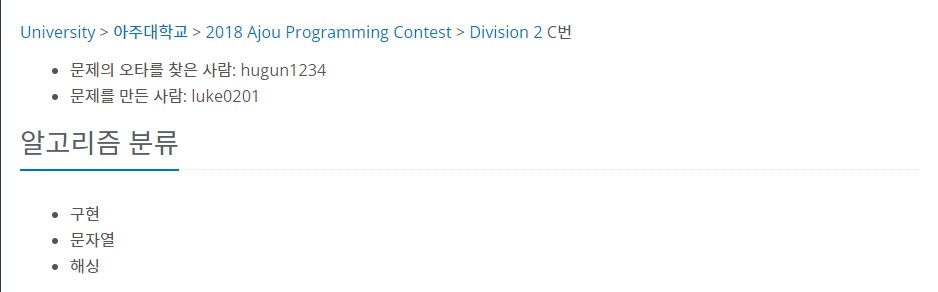 University > 아주대학교 > 2018 Ajou Programming Contest > Division 2 C번
문제의 오타를 찾은 사람: hugun1234
문제를 만든 사람: luke0201
알고리즘 분류
구현
문자열
해싱